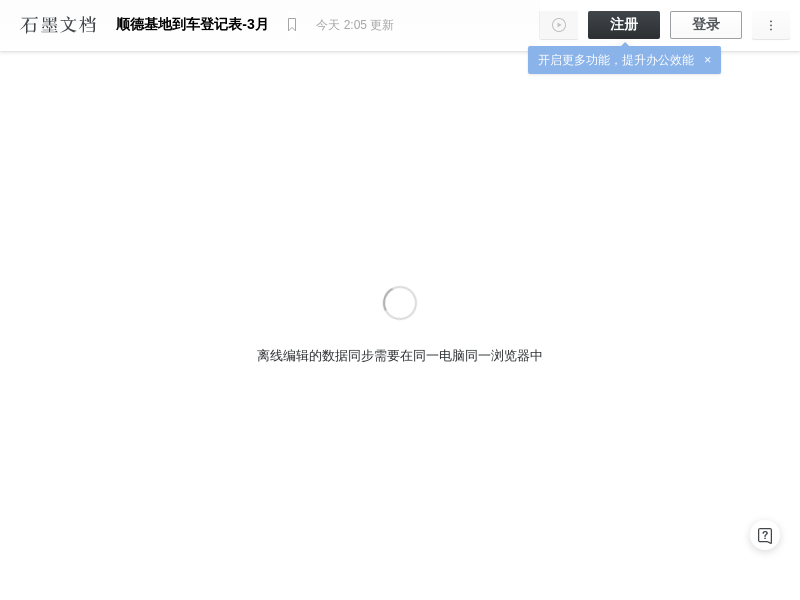 石墨文档 顺德基地到车登记表-3月 今天 2:05 更新 注册 登录
开启更多功能，提升办公效能 ×
离线编辑的数据同步需要在同一电脑同一浏览器中